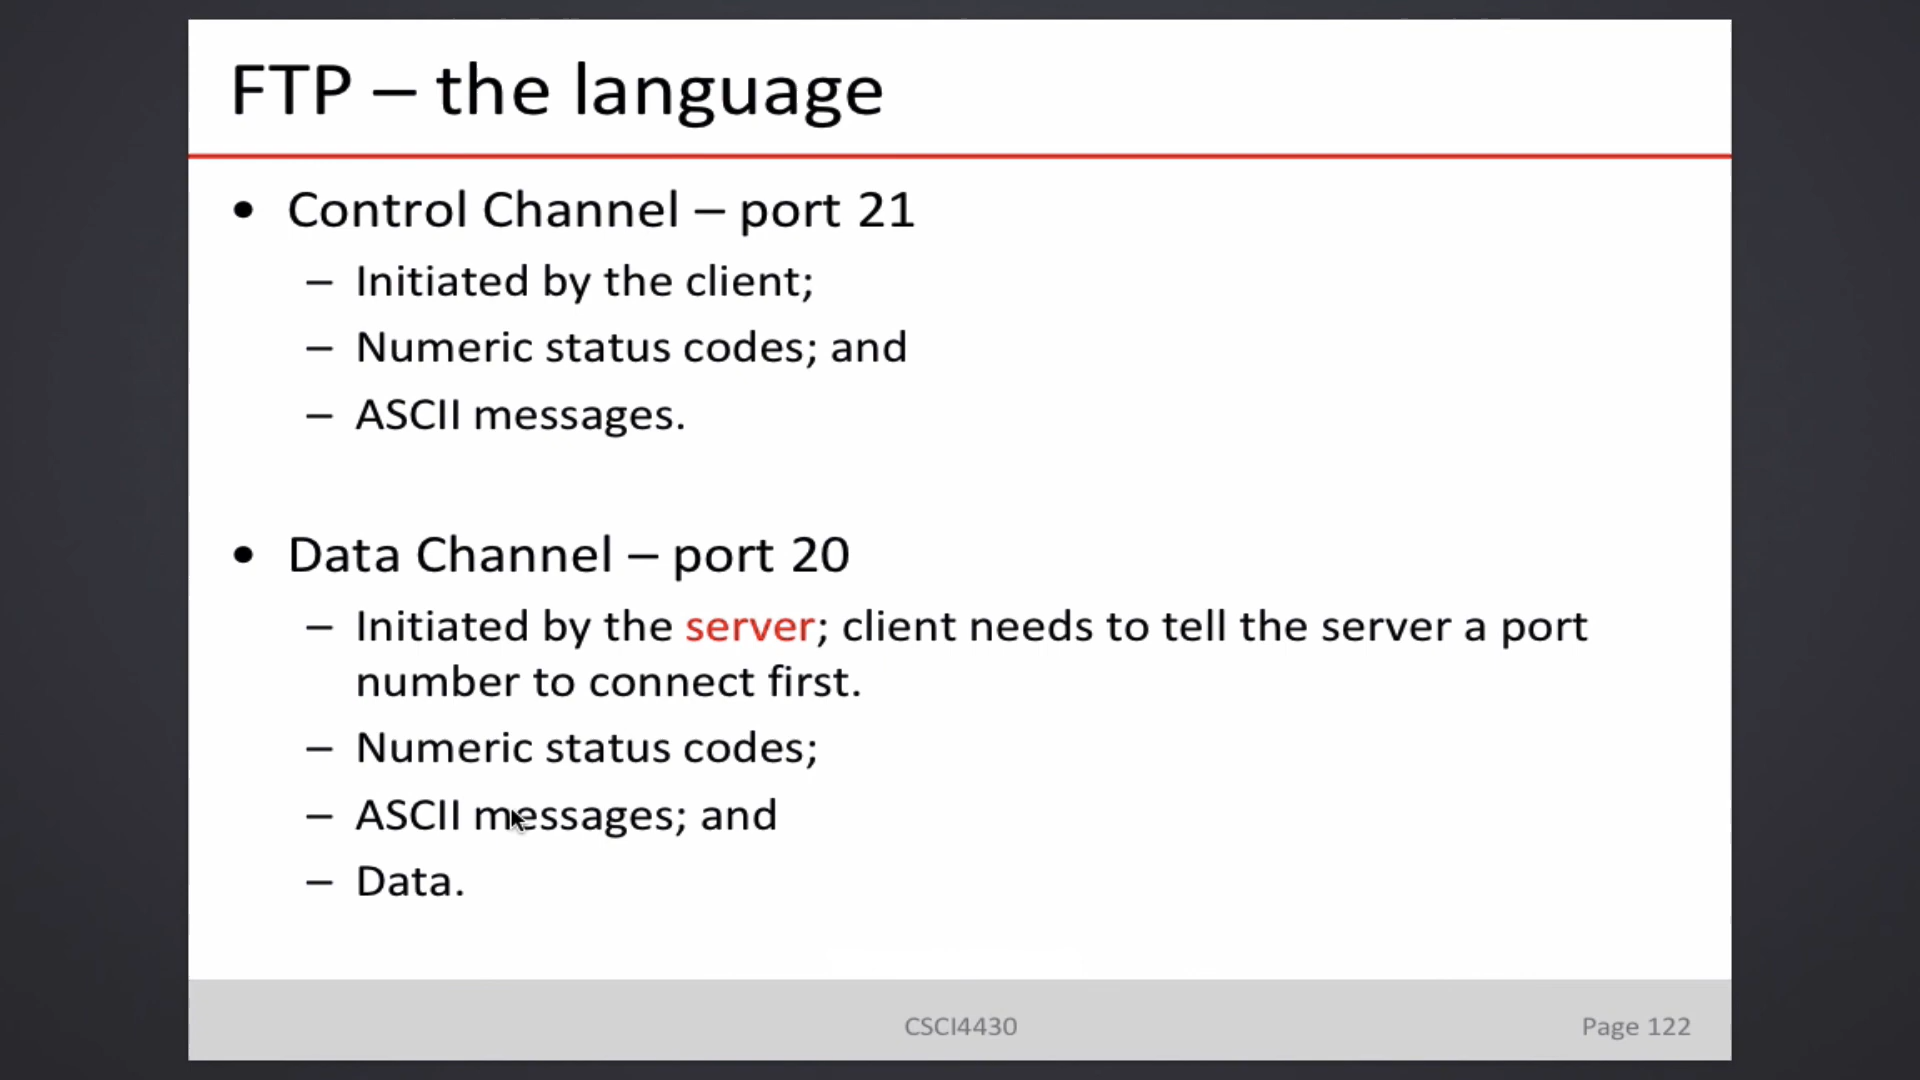 FTP – the language
• Control Channel – port 21
– Initiated by the client;
– Numeric status codes; and
– ASCII messages.
• Data Channel – port 20
– Initiated by the server; client needs to tell the server a port
number to connect first.
– Numeric status codes;
– ASCII messages; and
– Data.
CSCI4430
Page 122